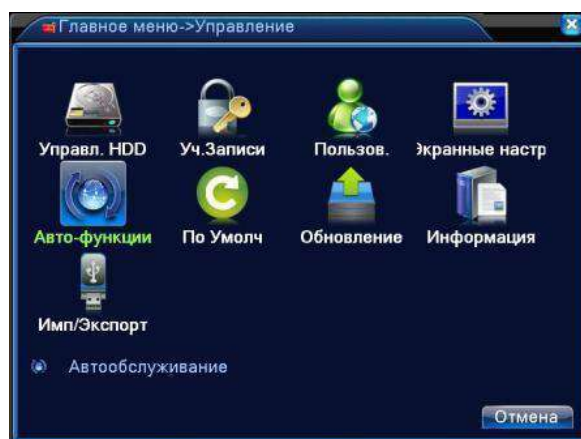 Главное меню->Управление
Управл. HDD Уч.Записи Пользов. Экранные настр
Авто-функции По Умолч Обновление Информация
Имп/Экспорт
Автообслуживание
Отмена